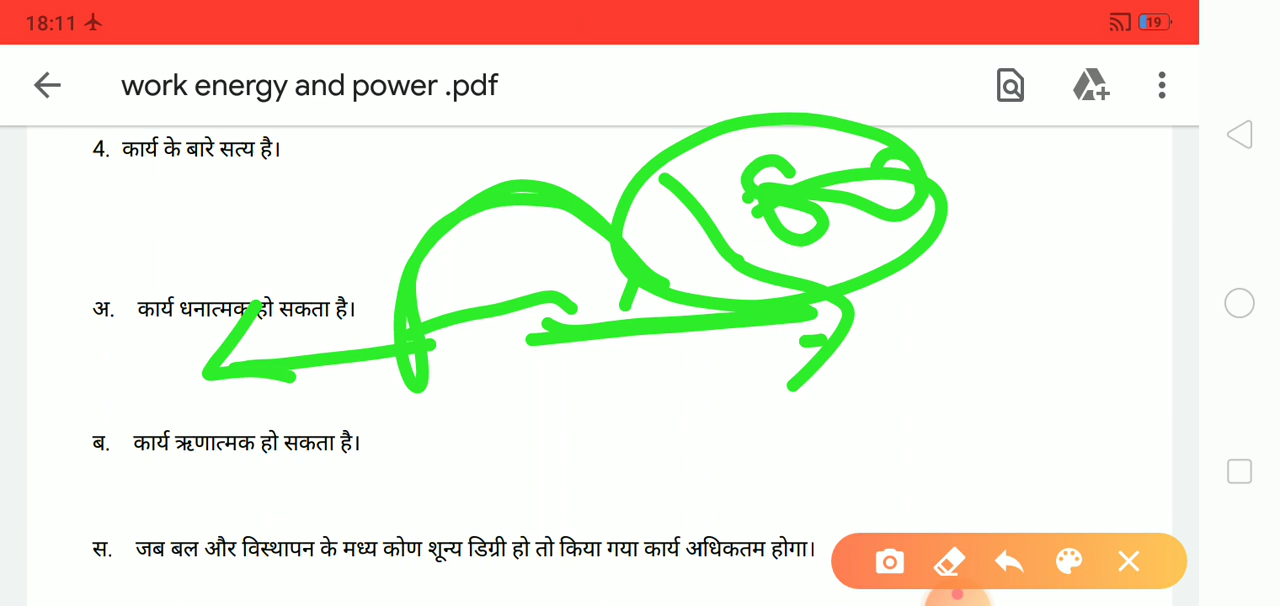 18:11
19
work energy and power .pdf
4. कार्य के बारे सत्य है।
अ. कार्य धनात्मक हो सकता है।
ब. कार्य ऋणात्मक हो सकता है।
स. जब बल और विस्थापन के मध्य कोण शून्य डिग्री हो तो किया गया कार्य अधिकतम होगा।